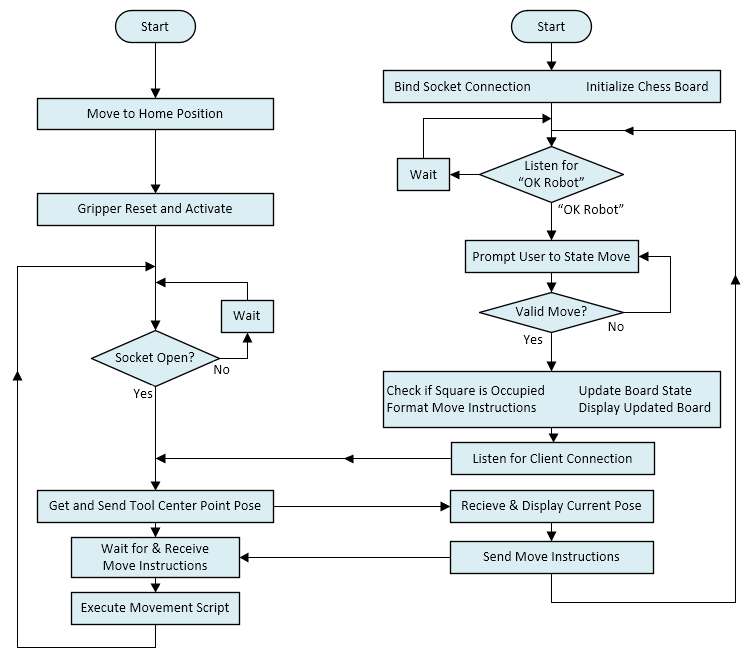 Start
Move to Home Position
Gripper Reset and Activate
Wait
Socket Open?
No
Yes
Get and Send Tool Center Point Pose
Wait for & Receive
Move Instructions
Execute Movement Script
Start
Bind Socket Connection
Initialize Chess Board
Wait
Listen for
“OK Robot”
“OK Robot”
Prompt User to State Move
Valid Move?
No
Yes
Check if Square is Occupied
Format Move Instructions
Update Board State
Display Updated Board
Listen for Client Connection
Recieve & Display Current Pose
Send Move Instructions